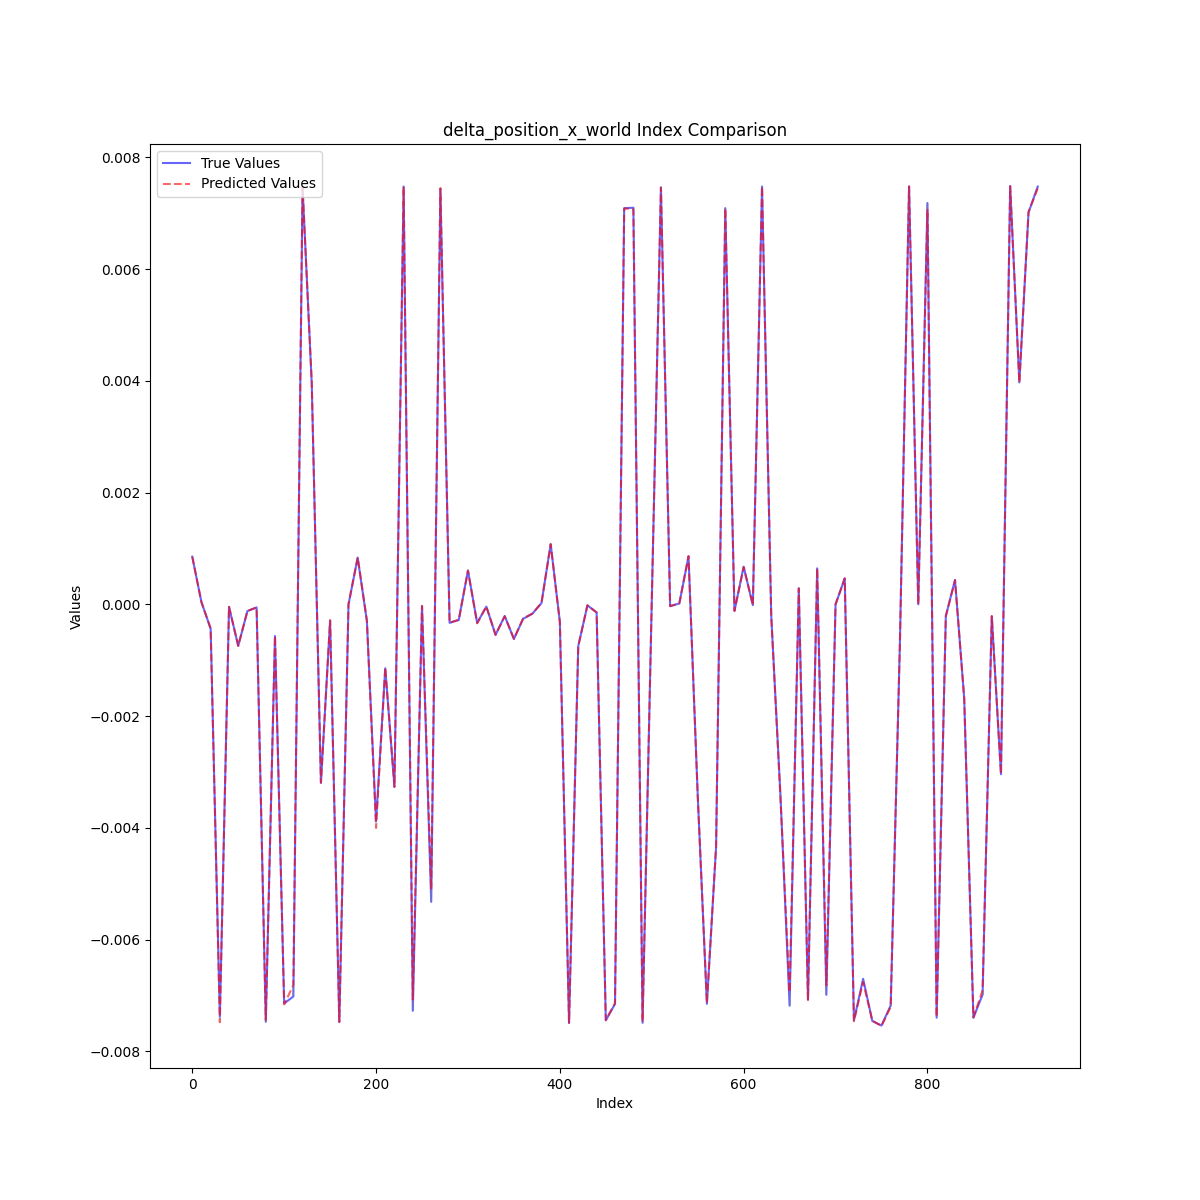 delta_position_x_world Index Comparison
True Values
Predicted Values
0.008
0.006
0.004
0.002
0.000
−0.002
−0.004
−0.006
−0.008
Values
0 200 400 600 800
Index